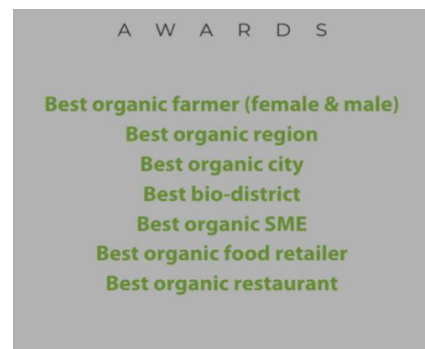 AWARDS
Best organic farmer (female & male)
Best organic region
Best organic city
Best bio-district
Best organic SME
Best organic food retailer
Best organic restaurant